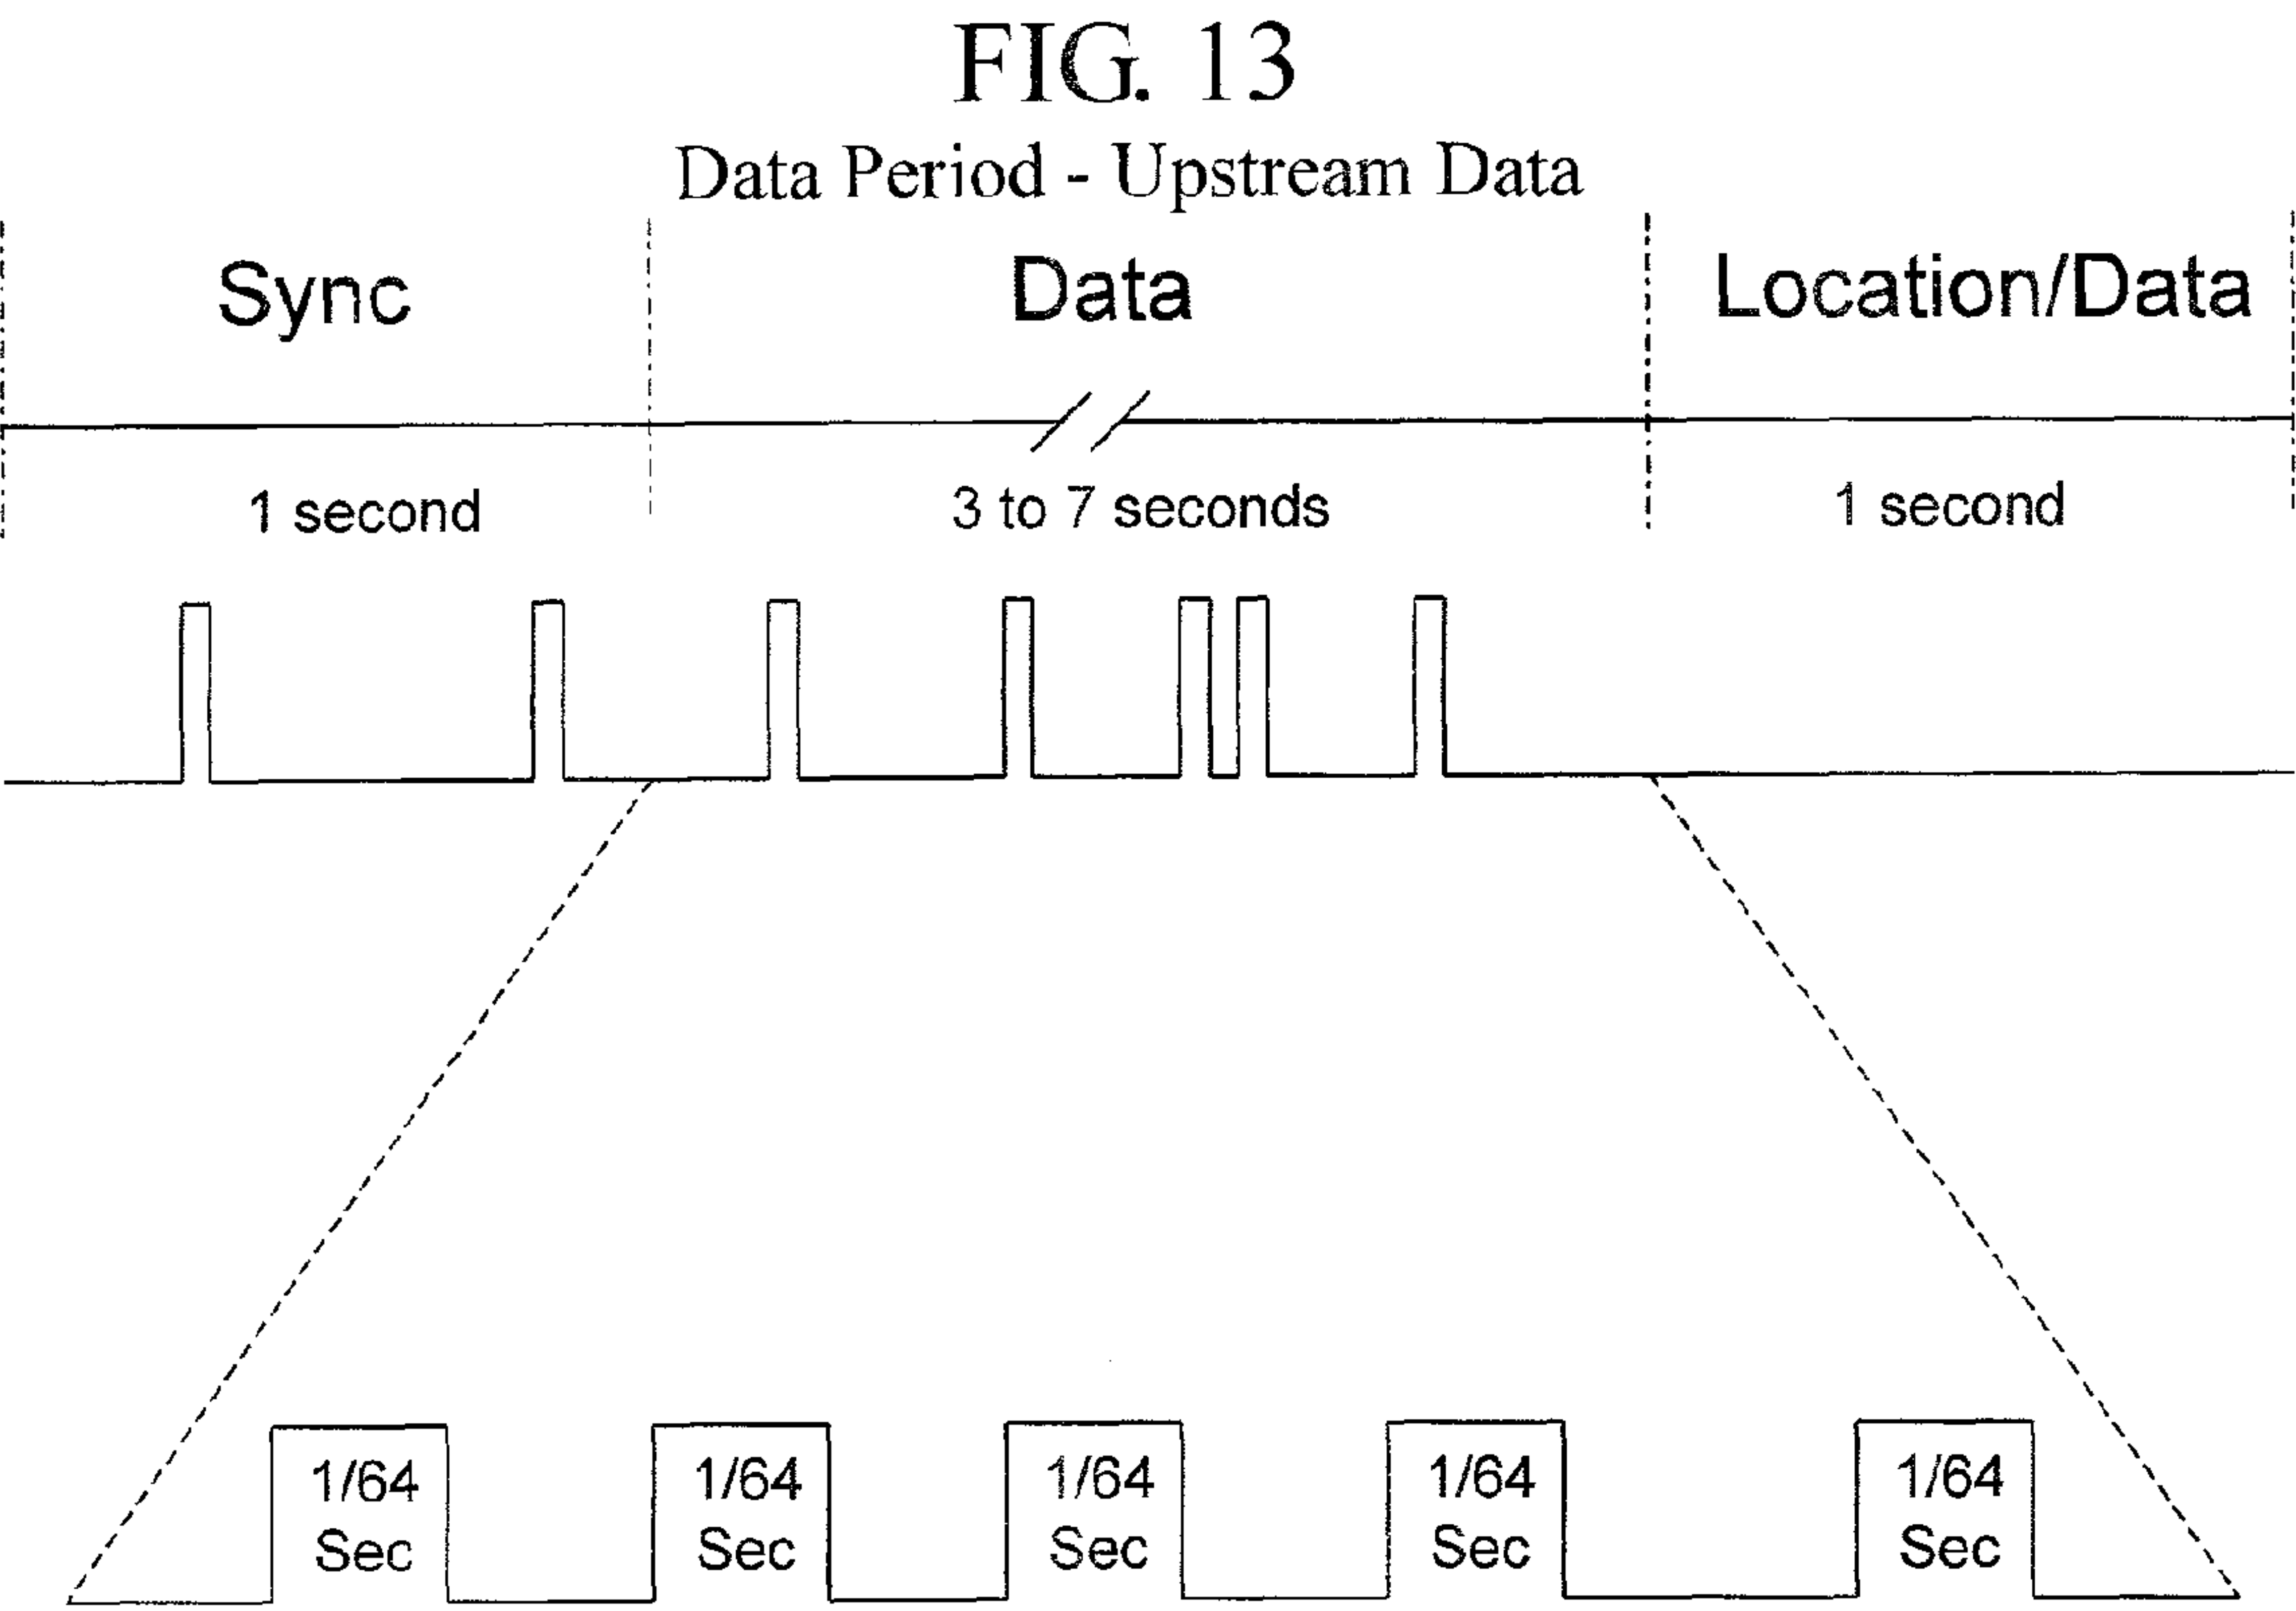 FIG. 13
Data Period - Upstream Data
Sync
Data
Location/Data
1 second
3 to 7 seconds
1 second
1/64
Sec
1/64
Sec
1/64
Sec
1/64
Sec
1/64
Sec